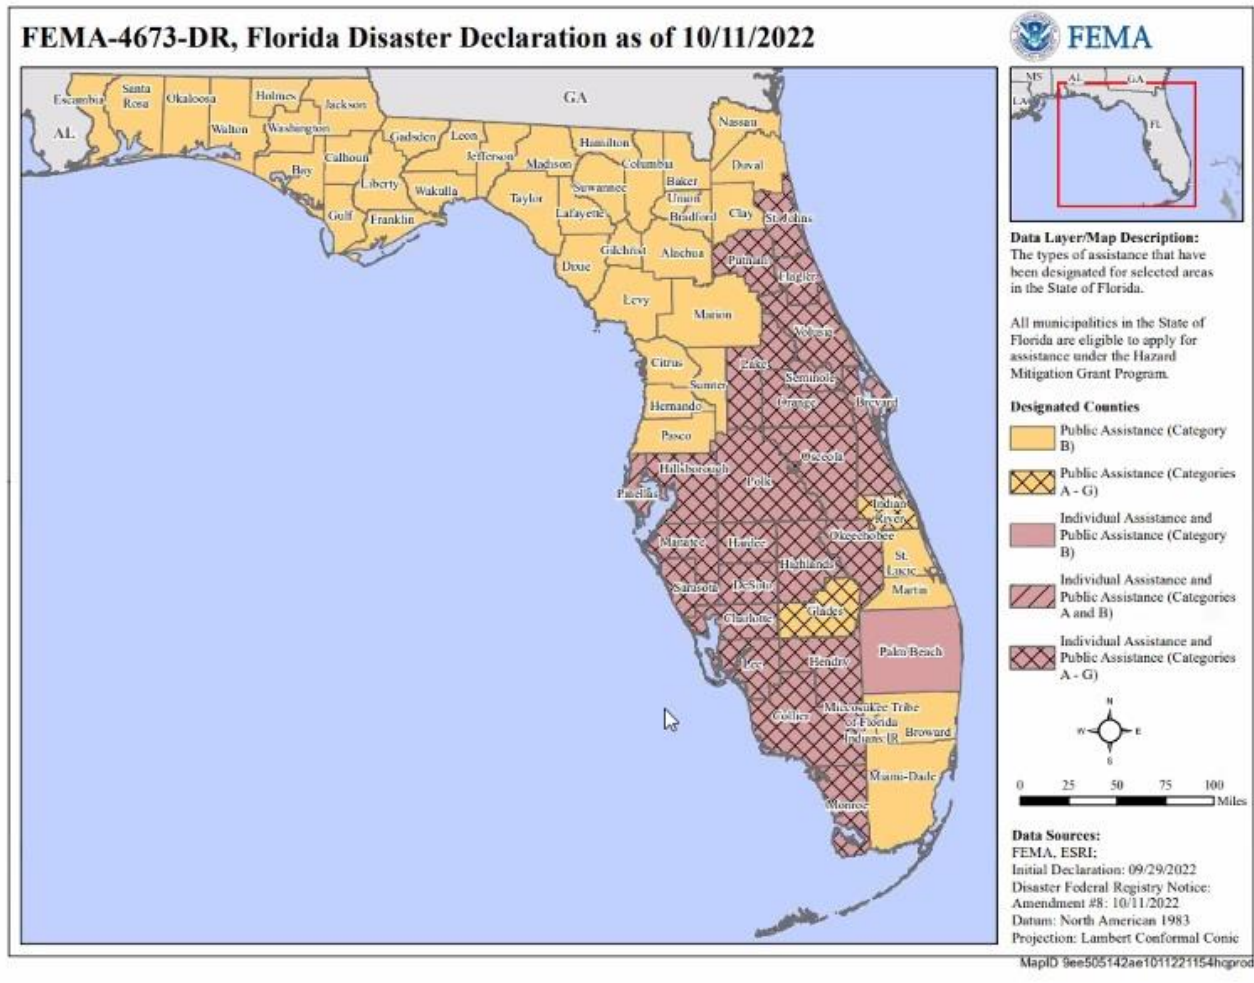 FEMA-4673-DR, Florida Disaster Declaration as of 10/11/2022
FEMA
MS
AL
GA
LA
FL
GA
AL
Escambia
Santa
Rosa
Okaloosa
Walton
Holmes
Washington
Jackson
Bay
Calhoun
Gulf
Liberty
Franklin
Gadsden
Leon
Wakulla
Jefferson
Madison
Taylor
Hamilton
Suwannee
Lafayette
Columbia
Dixie
Gilchrist
Baker
Union
Bradford
Alachua
Nassau
Duval
Clay
St. Johns
Putnam
Flagler
Levy
Marion
Volusia
Citrus
Sumter
Lake
Seminole
Orange
Brevard
Hernando
Pasco
Hillsborough
Polk
Osceola
Pinellas
Indian
River
Okeechobee
Manatee
Hardee
Highlands
St.
Lucie
Sarasota
DeSoto
Martin
Glades
Charlotte
Lee
Hendry
Palm Beach
Collier
Miccosukee Tribe
of Florida
Indians IR
Broward
Miami-Dade
Monroe
Data Layer/Map Description:
The types of assistance that have
been designated for selected areas
in the State of Florida.
All municipalities in the State of
Florida are eligible to apply for
assistance under the Hazard
Mitigation Grant Program.
Designated Counties
Public Assistance (Category
B)
Public Assistance (Categories
A - G)
Individual Assistance and
Public Assistance (Category
B)
Individual Assistance and
Public Assistance (Categories
A and B)
Individual Assistance and
Public Assistance (Categories
A - G)
N
W
E
S
0 25 50 75 100
Miles
Data Sources:
FEMA, ESRI;
Initial Declaration: 09/29/2022
Disaster Federal Registry Notice:
Amendment #8: 10/11/2022
Datum: North American 1983
Projection: Lambert Conformal Conic
MapID 9ee505142ae1011221154hqprod